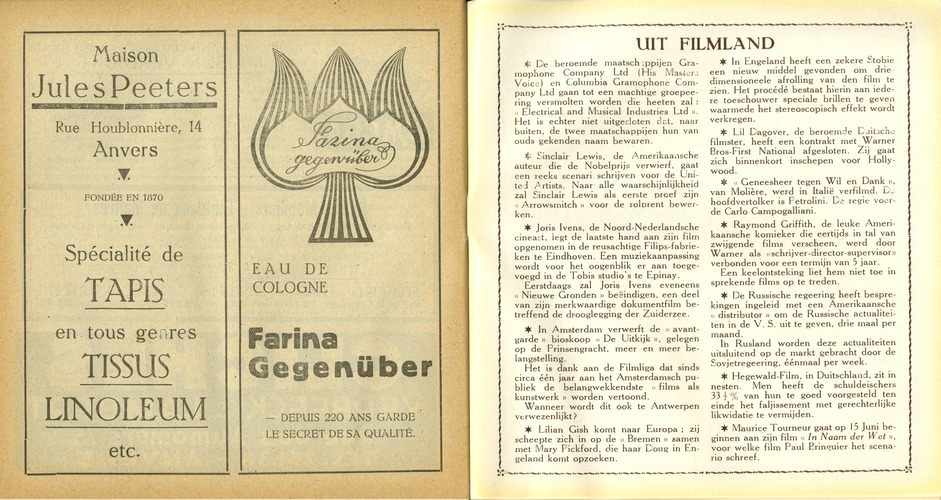 Maison
Jules Peeters
Rue Houblonnière, 14
Anvers
FONDÉE EN 1870
Spécialité de
TAPIS
en tous genres
TISSUS
LINOLEUM
etc.
Farina
gegenüber
EAU DE
COLOGNE
Farina
Gegenüber
— DEPUIS 220 ANS GARDE
LE SECRET DE SA QUALITÉ.
UIT FILMLAND
✶ De beroemde maatschappijen Gra-
mophone Company Ltd (His Masters
Voice) en Columbia Gramophone Com-
pany Ltd gaan tot een machtige groepee-
ring versmolten worden die heeten zal :
« Electrical and Musical Industries Ltd ».
Het is echter niet uitgesloten dat, naar
buiten, de twee maatschappijen hun van
ouds gekenden naam bewaren.
✶ Sinclair Lewis, de Amerikaansche
auteur die de Nobelprijs verwierf, gaat
een reeks scenari schrijven voor de Uni-
ted Artists. Naar alle waarschijnlijkheid
zal Sinclair Lewis als eerste proef zijn
« Arrowsmitch » voor de rolprent bewer-
ken.
✶ Joris Ivens, de Noord-Nederlandsche
cineast, legt de laatste hand aan zijn film
opgenomen in de reusachtige Filips-fabrie-
ken te Eindhoven. Een muziekaanpassing
wordt voor het oogenblik er aan toege-
voegd in de Tobis studio's te Epinay.
Eerstdaags zal Joris Ivens eveneens
« Nieuwe Gronden » beëindigen, een deel
van zijn merkwaardige dokumentfilm be-
treffend de drooglegging der Zuiderzee.
✶ In Amsterdam verwerft de « avant-
garde » bioskoop « De Uitkijk », gelegen
op de Prinsengracht, meer en meer be-
langstelling.
Het is dank aan de Filmliga dat sinds
circa één jaar aan het Amsterdamsch pu-
bliek de belangwekkendste « films als
kunstwerk » worden vertoond.
Wanneer wordt dit ook te Antwerpen
verwezenlijkt?
✶ Lilian Gish komt naar Europa ; zij
scheepte zich in op de « Bremen » samen
met Mary Pickford, die haar Doug in En-
geland komt opzoeken.
✶ In Engeland heeft een zekere Stobie
een nieuw middel gevonden om drie-
dimensioneele afrolling van den film te
zien. Het procédé bestaat hierin aan iede-
re toeschouwer speciale brillen te geven
waarmede het stereoscopisch effekt wordt
verkregen.
✶ Lil Dagover, de beroemde Duitsche
filmster, heeft een kontrakt met Warner
Bros-First National afgesloten. Zij gaat
zich binnenkort inschepen voor Holly-
wood.
✶ « Geneesheer tegen Wil en Dank »,
van Molière, werd in Italië verfilmd. De
hoofdvertolker is Petrolini. De regie voer-
de Carlo Campogalliani.
✶ Raymond Griffith, de leuke Ameri-
kaansche komieker die eertijds in tal van
zwijgende films verscheen, werd door
Warner als «schrijver-director-supervisor»
verbonden voor een termijn van 5 jaar.
Een keelontsteking liet hem niet toe in
sprekende films op te treden.
✶ De Russische regeering heeft bespre-
kingen ingeleid met een Amerikaansche
« distributor » om de Russische actualitei-
ten in de V. S. uit te geven, drie maal per
maand.
In Rusland worden deze actualiteiten
uitsluitend op de markt gebracht door de
Sovjetregeering, éénmaal per week.
✶ Hegewald-Film, in Duitschland, zit in
nesten. Men heeft de schuldeischers
33 ½ % van hun te goed voorgesteld ten
einde het faljissement met gerechterlijke
likwidatie te vermijden.
✶ Maurice Tourneur gaat op 15 Juni be-
ginnen aan zijn film « In Naam der Wet »,
voor welke film Paul Bringuier het scena-
rio schreef.